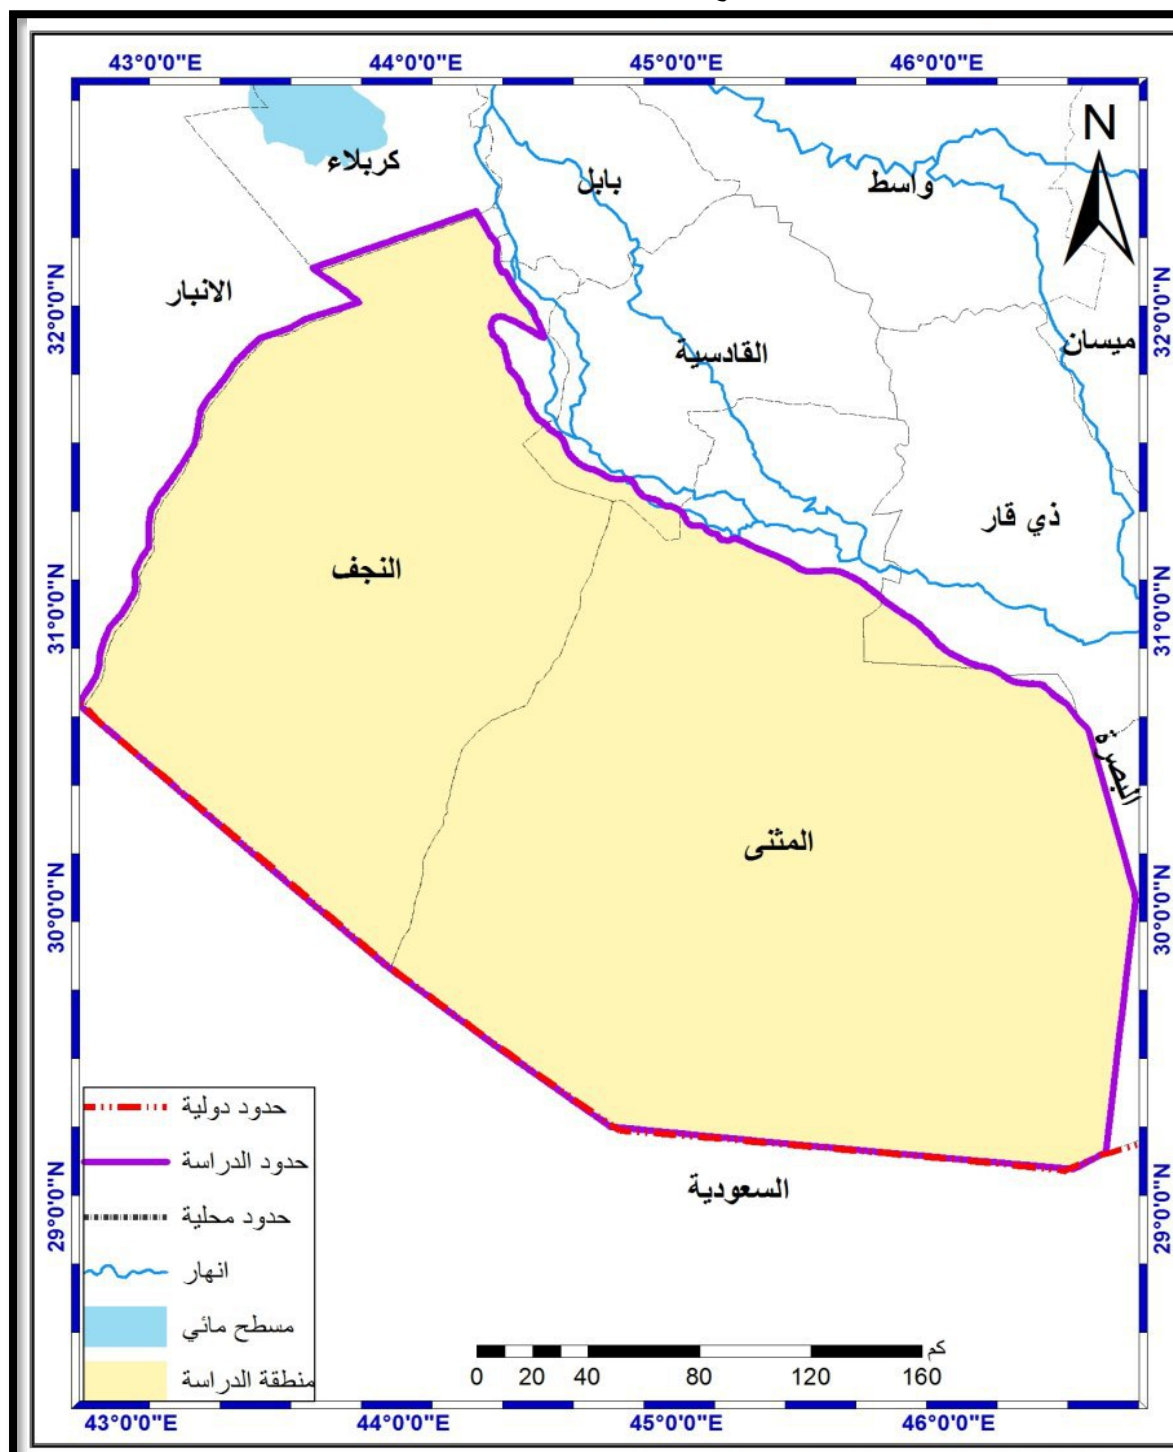 43°0'0"E 44°0'0"E 45°0'0"E 46°0'0"E
N
كربلاء
بابل
واسط
الانبار
32°0'0"N
32°0'0"N
ميسان
القادسية
ذي قار
النجف
31°0'0"N
31°0'0"N
البصرة
المثنى
30°0'0"N
30°0'0"N
السعودية
29°0'0"N
29°0'0"N
حدود دولية
حدود الدراسة
حدود محلية
انهار
مسطح مائي
منطقة الدراسة
كم
0 20 40 80 120 160
43°0'0"E 44°0'0"E 45°0'0"E 46°0'0"E